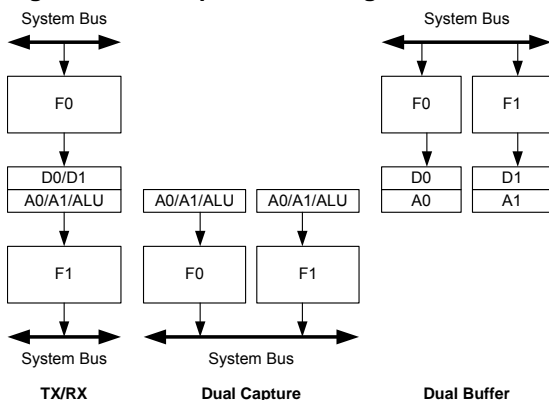 System Bus
System Bus
F0
F0
F1
D0/D1
D0
D1
A0/A1/ALU
A0/A1/ALU
A0/A1/ALU
A0
A1
F1
F0
F1
System Bus
System Bus
TX/RX
Dual Capture
Dual Buffer